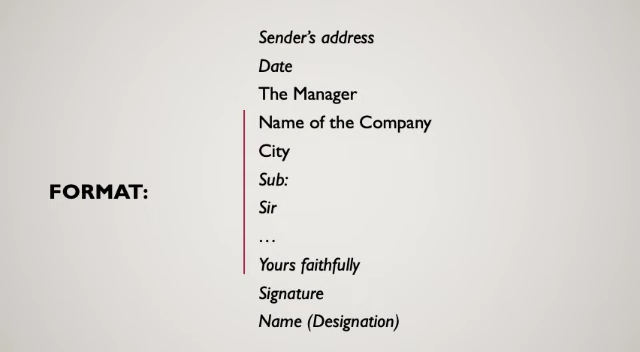 FORMAT:
Sender's address
Date
The Manager
Name of the Company
City
Sub:
Sir
…
Yours faithfully
Signature
Name (Designation)